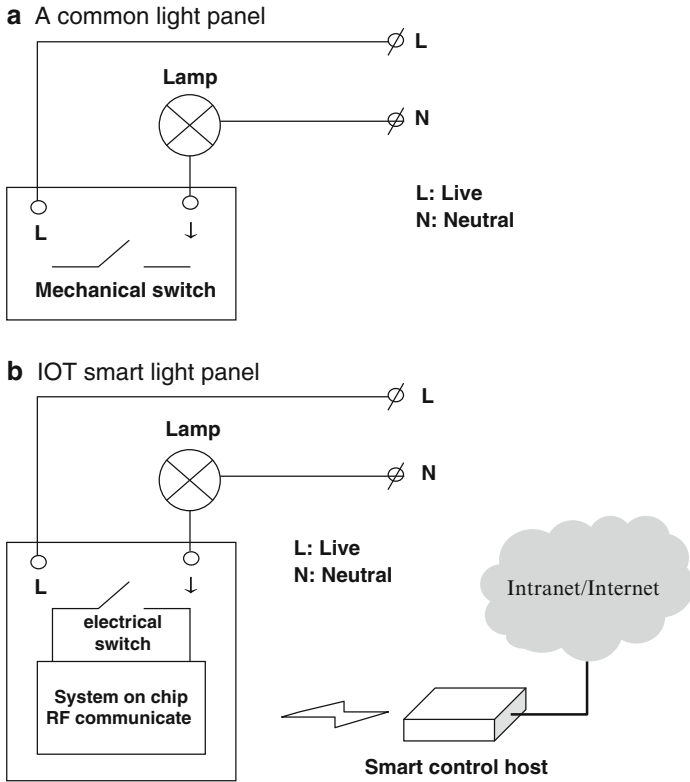 a A common light panel
L
Lamp
N
L: Live
N: Neutral
L ↓
Mechanical switch
b IOT smart light panel
L
Lamp
N
L: Live
N: Neutral
L ↓
electrical
switch
Intranet/Internet
System on chip
RF communicate
Smart control host